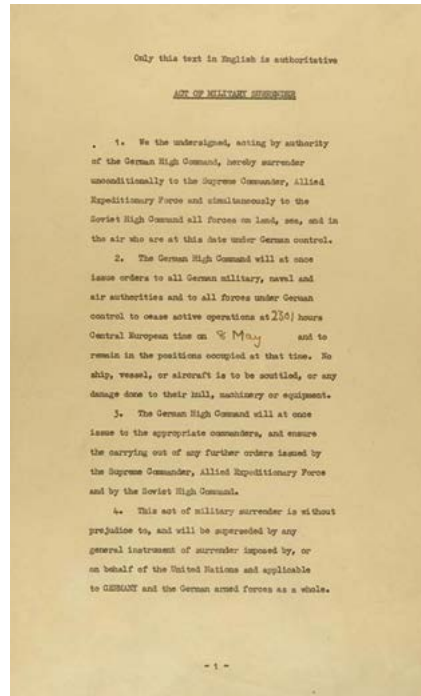 Only this text in English is authoritative
ACT OF MILITARY SURRENDER
1. We the undersigned, acting by authority
of the German High Command, hereby surrender
unconditionally to the Supreme Commander, Allied
Expeditionary Force and simultaneously to the
Soviet High Command all forces on land, sea, and in
the air who are at this date under German control.
2. The German High Command will at once
issue orders to all German military, naval and
air authorities and to all forces under German
control to cease active operations at 2301 hours
Central European time on 8 May and to
remain in the positions occupied at that time. No
ship, vessel, or aircraft is to be scuttled, or any
damage done to their hull, machinery or equipment.
3. The German High Command will at once
issue to the appropriate commanders, and ensure
the carrying out of any further orders issued by
the Supreme Commander, Allied Expeditionary Force
and by the Soviet High Command.
4. This act of military surrender is without
prejudice to, and will be superseded by any
general instrument of surrender imposed by, or
on behalf of the United Nations and applicable
to GERMANY and the German armed forces as a whole.
- 1 -